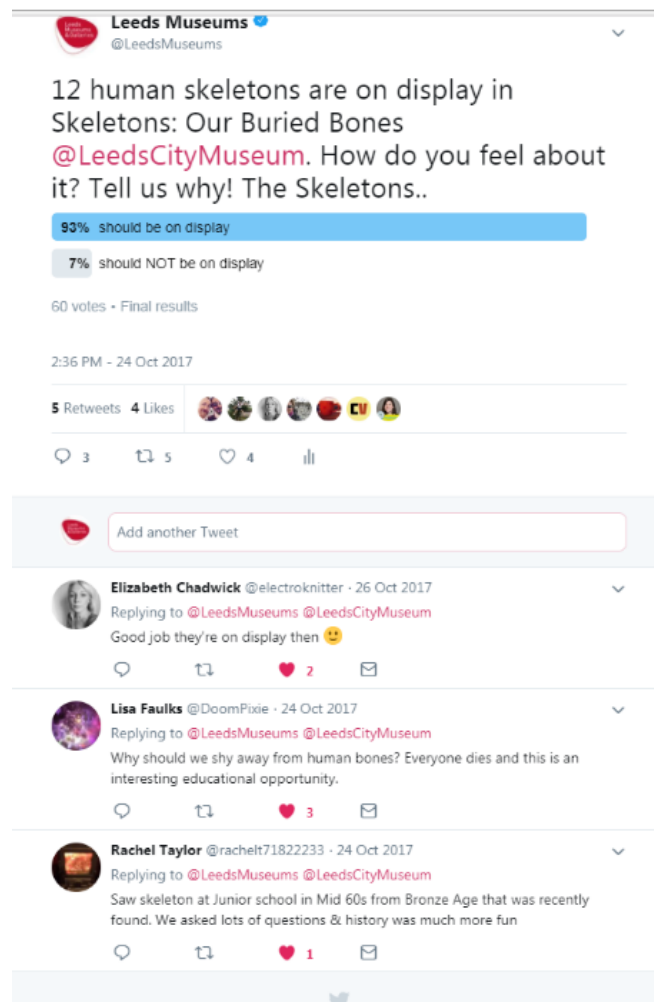 Leeds Museums
@LeedsMuseums
12 human skeletons are on display in
Skeletons: Our Buried Bones
@LeedsCityMuseum. How do you feel about
it? Tell us why! The Skeletons..
93% should be on display
7% should NOT be on display
60 votes • Final results
2:36 PM - 24 Oct 2017
5 Retweets 4 Likes
3 5 4
Add another Tweet
Elizabeth Chadwick @electroknitter · 26 Oct 2017
Replying to @LeedsMuseums @LeedsCityMuseum
Good job they're on display then
2
Lisa Faulks @DoomPixie · 24 Oct 2017
Replying to @LeedsMuseums @LeedsCityMuseum
Why should we shy away from human bones? Everyone dies and this is an
interesting educational opportunity.
3
Rachel Taylor @rachelt71822233 · 24 Oct 2017
Replying to @LeedsMuseums @LeedsCityMuseum
Saw skeleton at Junior school in Mid 60s from Bronze Age that was recently
found. We asked lots of questions & history was much more fun
1